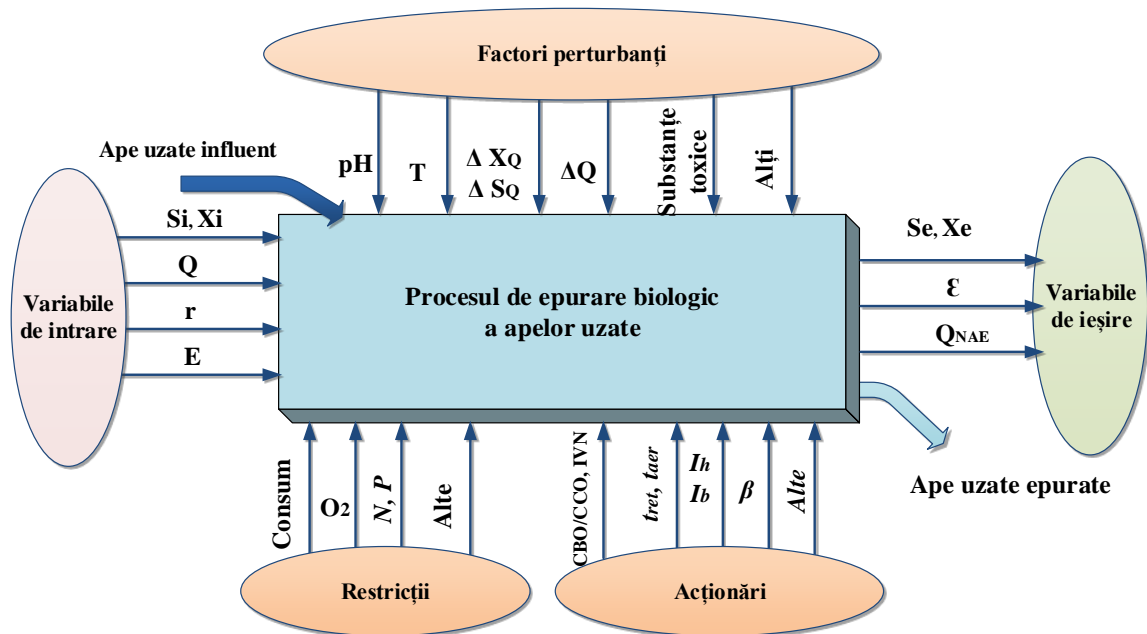 Factori perturbanți
Ape uzate influent
pH
T
Δ XQ
Δ SQ
ΔQ
Substanțe
toxice
Alți
Si, Xi
Q
r
E
Variabile
de intrare
Procesul de epurare biologic
a apelor uzate
Se, Xe
Ɛ
QNAE
Variabile
de ieșire
Ape uzate epurate
Consum
O2
N, P
Alte
CBO/CCO, IVN
tret, taer
Ih
Ib
β
Alte
Restricții
Acționări